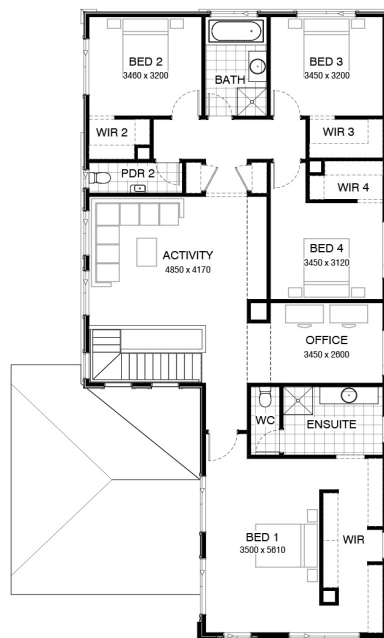 BED 2
3460 x 3200
BATH
BED 3
3450 x 3200
WIR 2
WIR 3
PDR 2
WIR 4
ACTIVITY
4850 x 4170
BED 4
3450 x 3120
OFFICE
3450 x 2600
WC
ENSUITE
BED 1
3500 x 5610
WIR